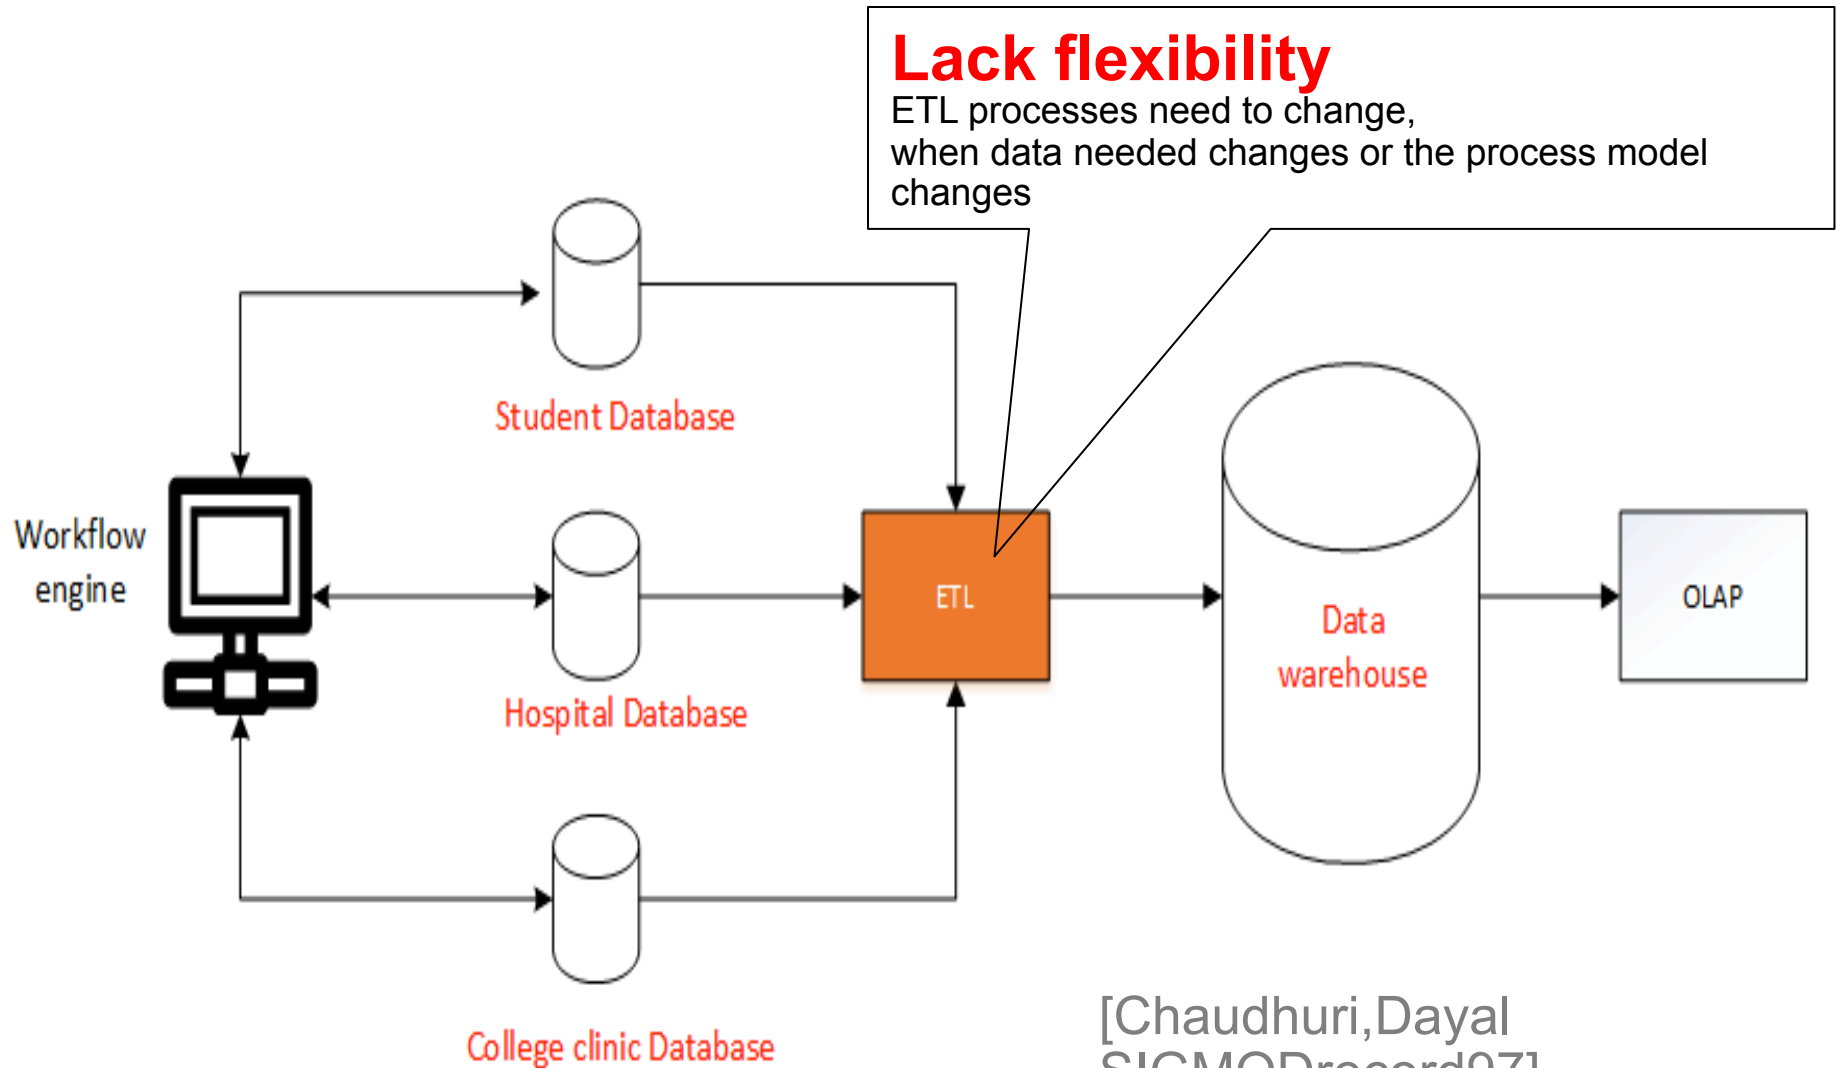 Lack flexibility
ETL processes need to change,
when data needed changes or the process model
changes
Student Database
Workflow
engine
Hospital Database
ETL
Data
warehouse
OLAP
College clinic Database
[Chaudhuri,Dayal
SIGMODrecord97]